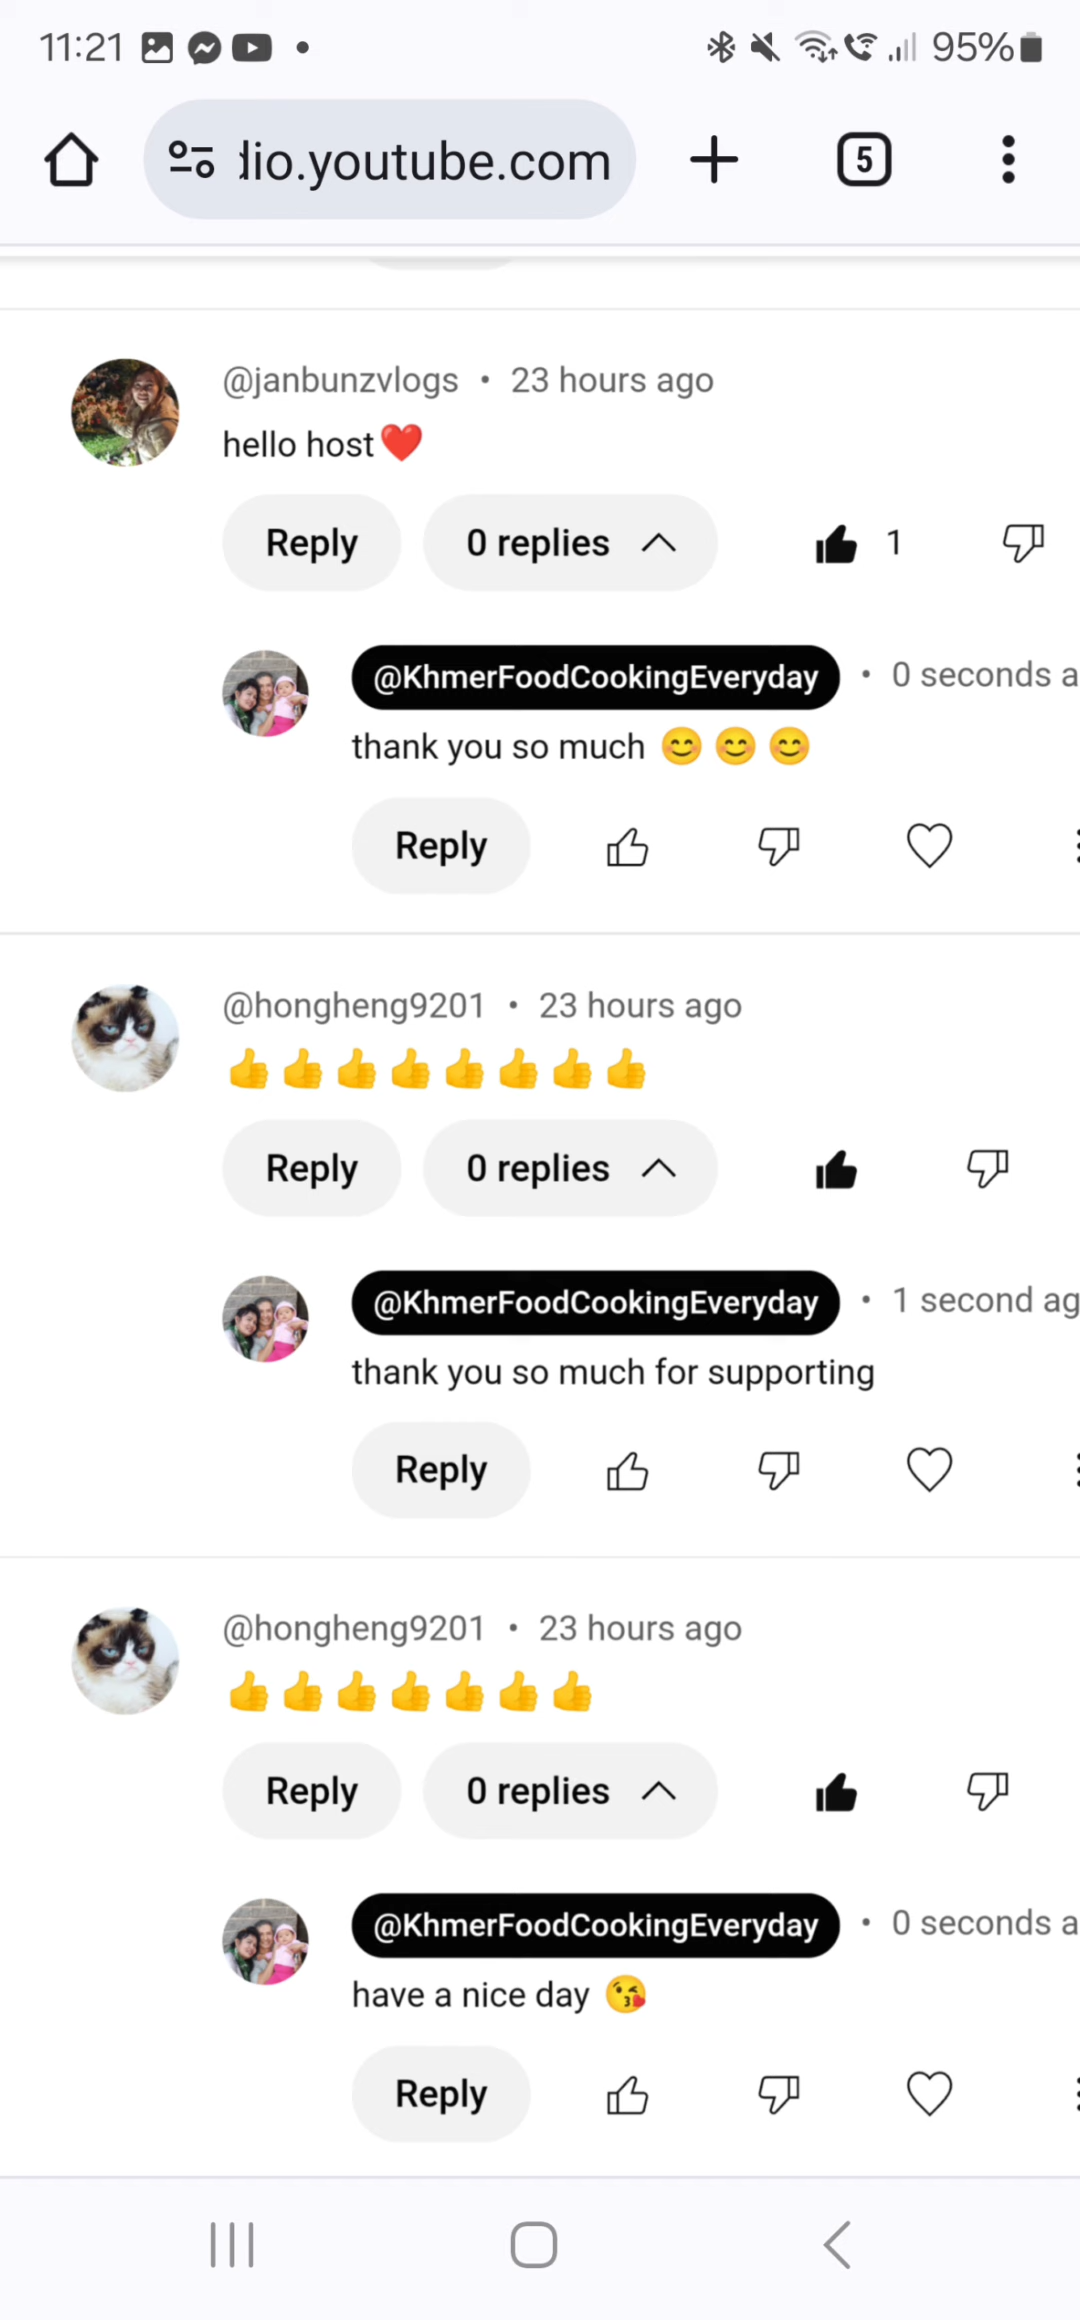 11:21 95%
dio.youtube.com 5
@janbunzvlogs • 23 hours ago
hello host❤️
Reply 0 replies 1
@KhmerFoodCookingEveryday • 0 seconds a
thank you so much 😊 😊 😊
Reply
@hongheng9201 • 23 hours ago
👍👍👍👍👍👍👍👍
Reply 0 replies
@KhmerFoodCookingEveryday • 1 second ag
thank you so much for supporting
Reply
@hongheng9201 • 23 hours ago
👍👍👍👍👍👍👍
Reply 0 replies
@KhmerFoodCookingEveryday • 0 seconds a
have a nice day 😘
Reply